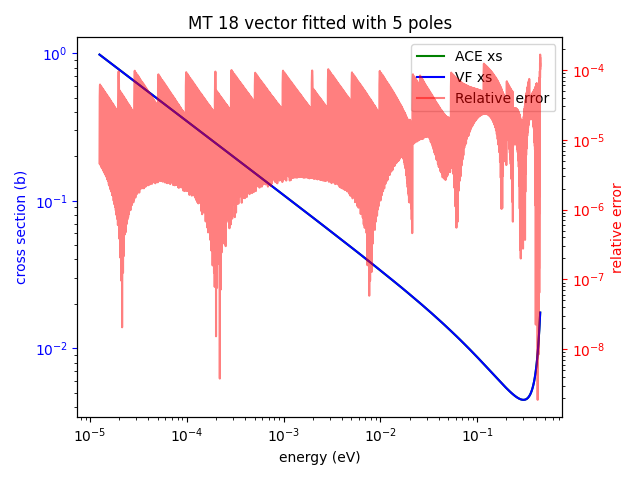 MT 18 vector fitted with 5 poles
ACE xs
VF xs
Relative error
cross section (b)
10⁰
10⁻¹
10⁻²
10⁻⁴
10⁻⁵
10⁻⁶
10⁻⁷
10⁻⁸
relative error
10⁻⁵
10⁻⁴
10⁻³
10⁻²
10⁻¹
energy (eV)